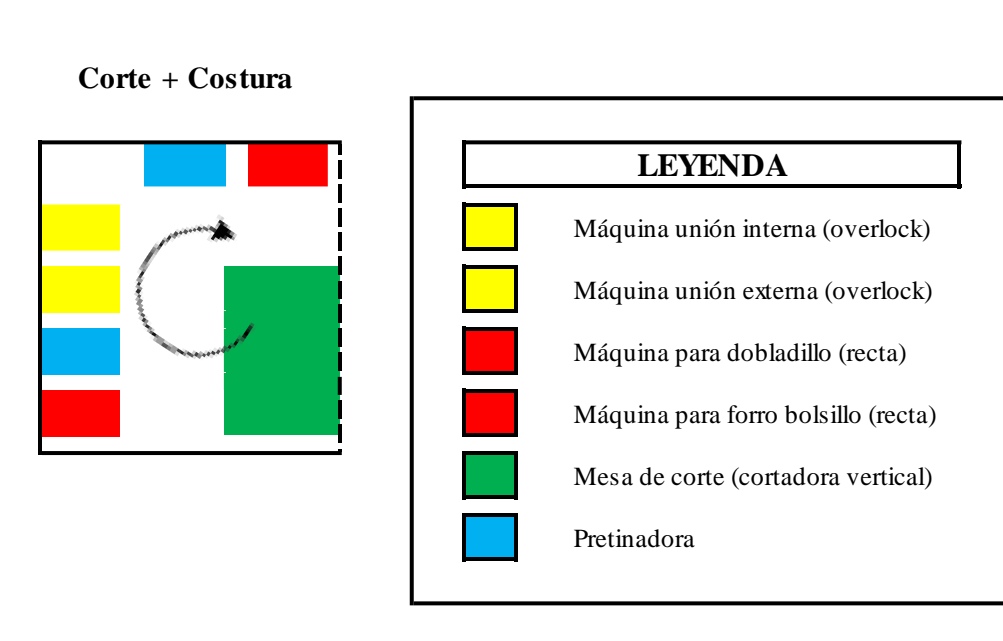 Corte + Costura
LEYENDA
Máquina unión interna (overlock)
Máquina unión externa (overlock)
Máquina para dobladillo (recta)
Máquina para forro bolsillo (recta)
Mesa de corte (cortadora vertical)
Pretinadora